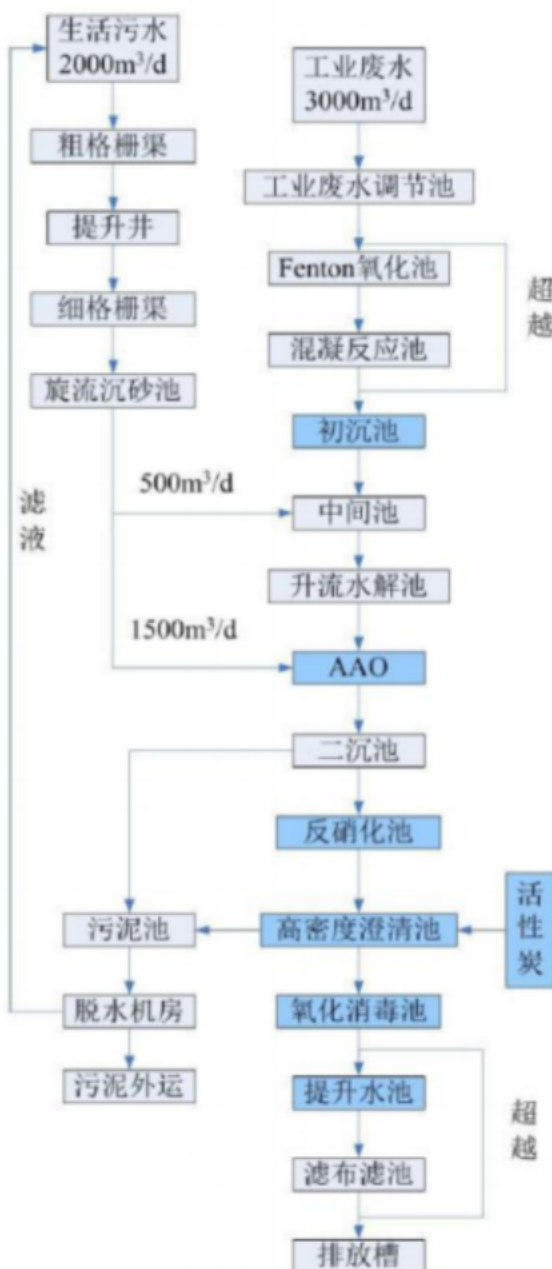 生活污水
2000m³/d
工业废水
3000m³/d
粗格栅渠
工业废水调节池
提升井
Fenton氧化池
超
越
细格栅渠
混凝反应池
旋流沉砂池
初沉池
500m³/d
滤
液
中间池
升流水解池
1500m³/d
AAO
二沉池
反硝化池
活
性
炭
污泥池
高密度澄清池
脱水机房
氧化消毒池
污泥外运
提升水池
超
越
滤布滤池
排放槽